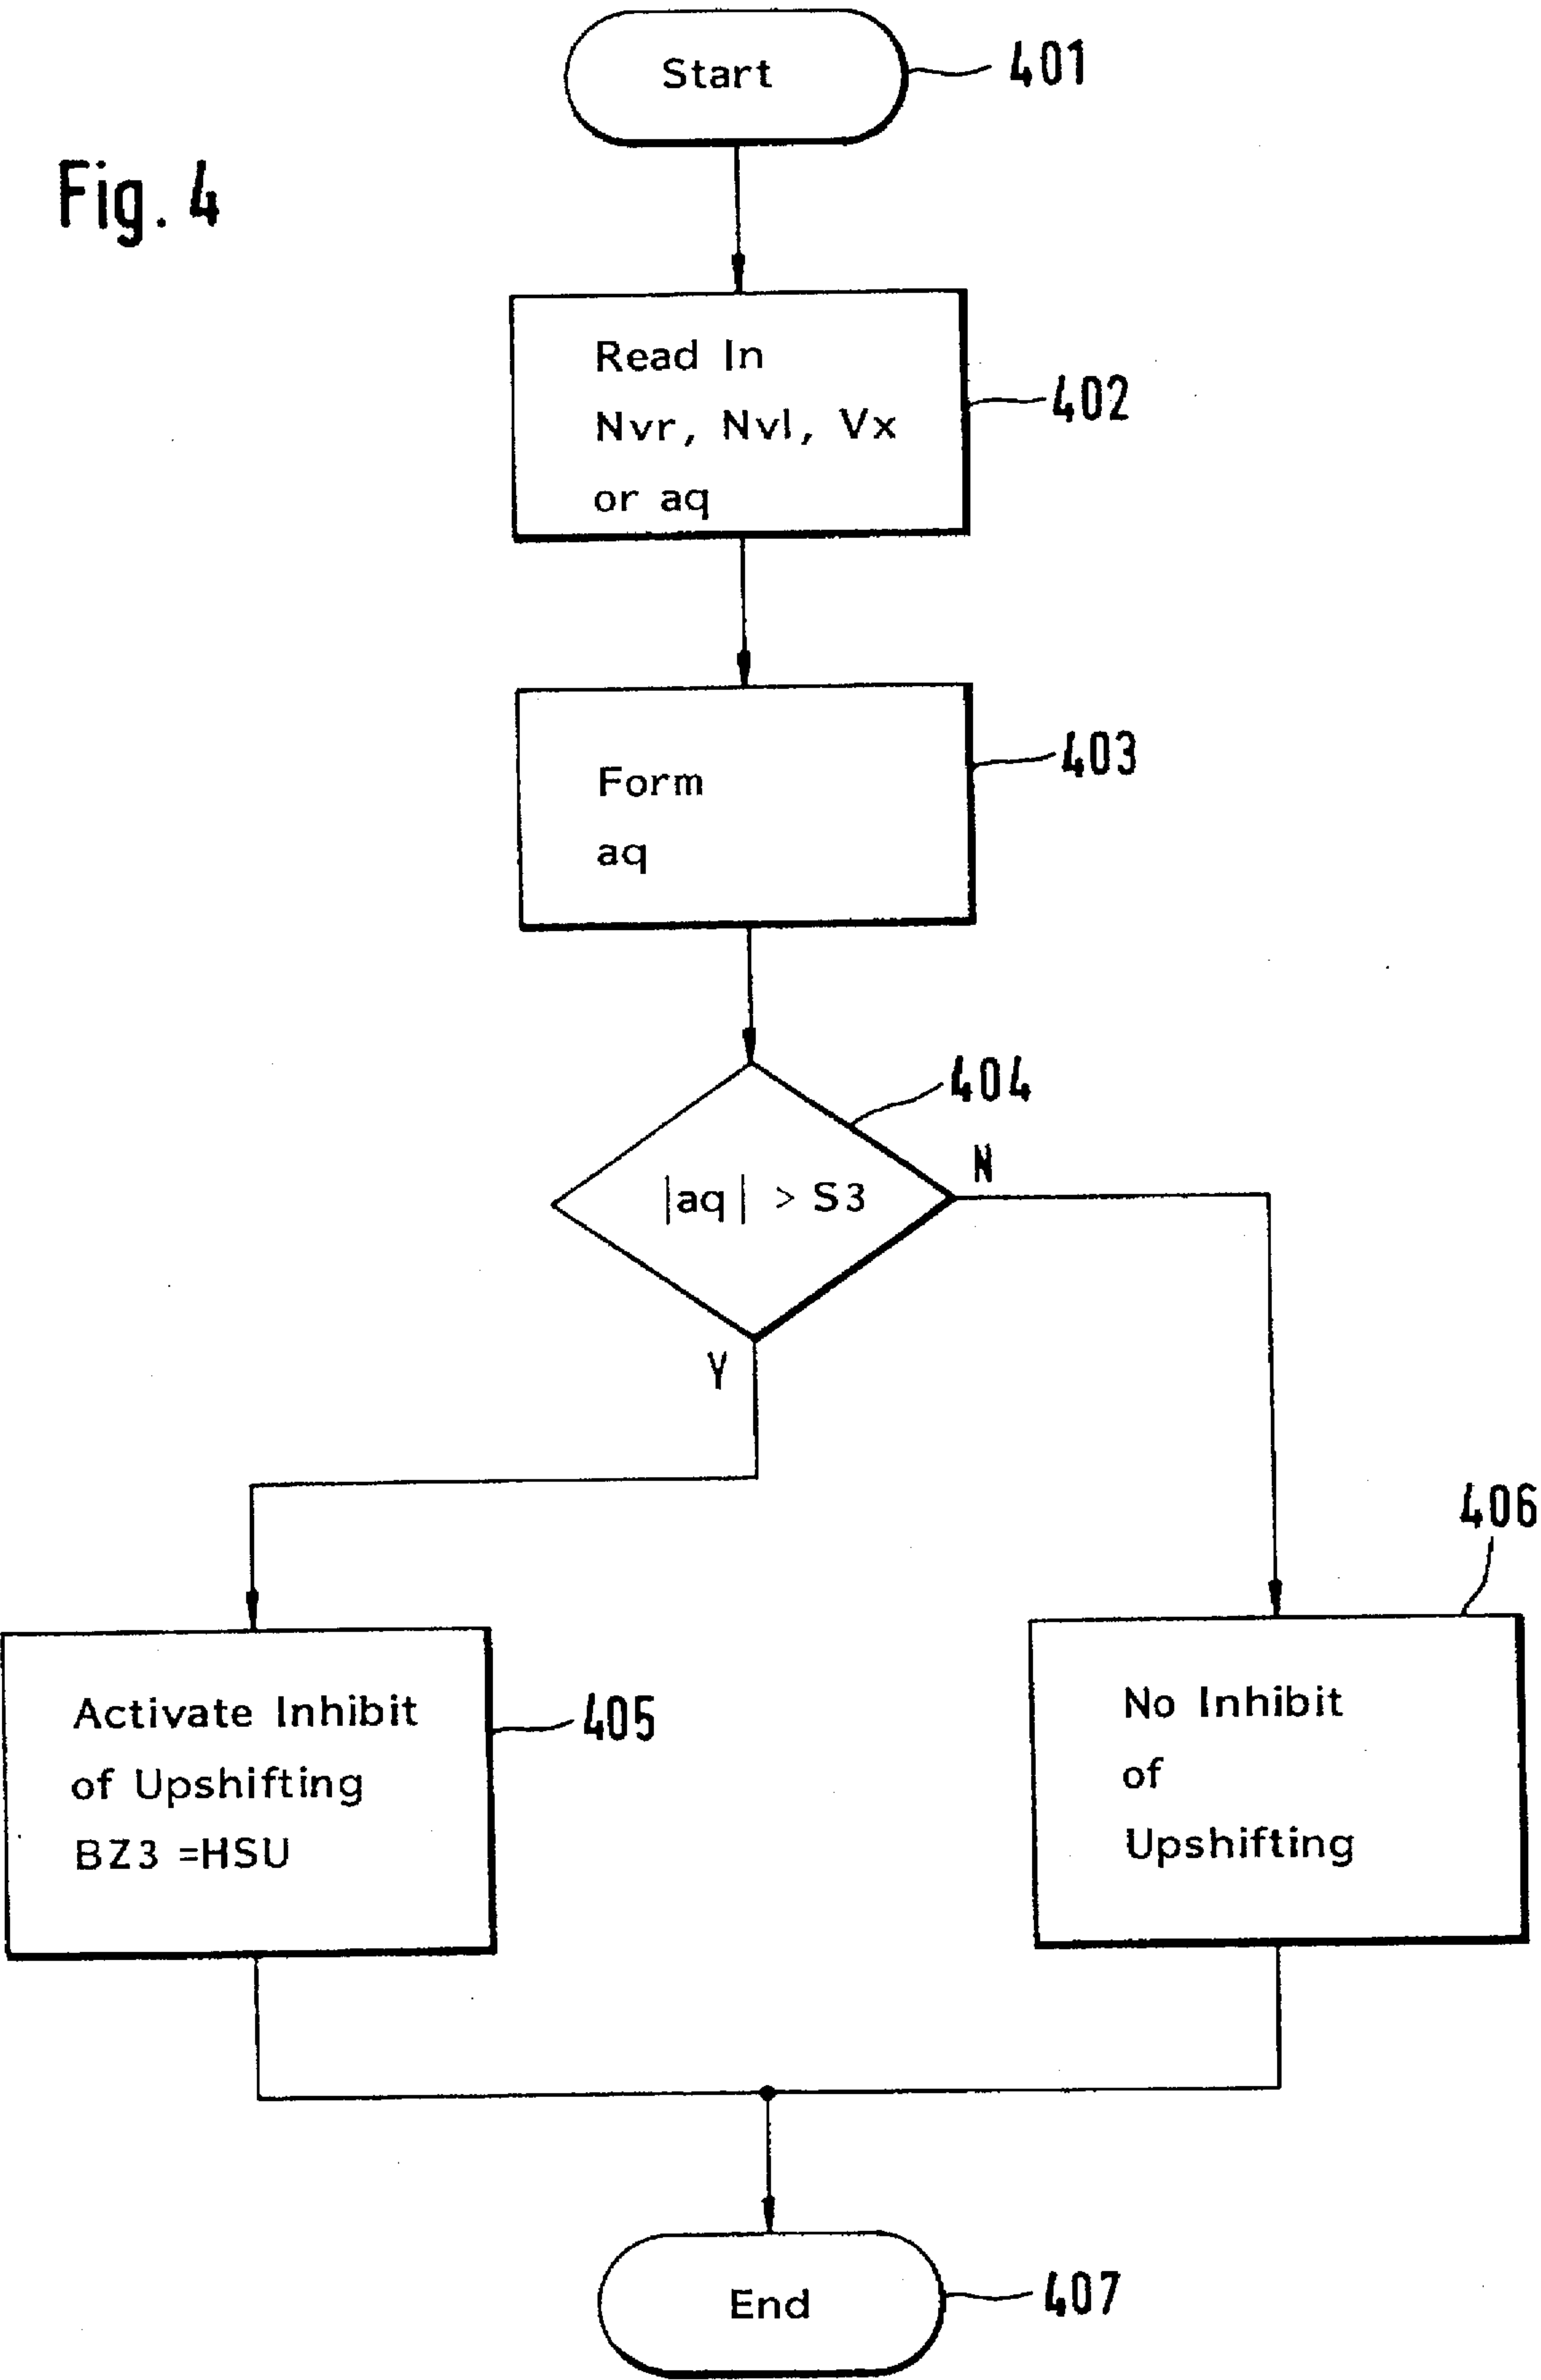 Fig. 4
Start
401
Read In
Nvr, Nvl, Vx
or aq
402
Form
aq
403
404
|aq| > S3
N
Y
Activate Inhibit
of Upshifting
BZ3 =HSU
405
406
No Inhibit
of
Upshifting
End
407